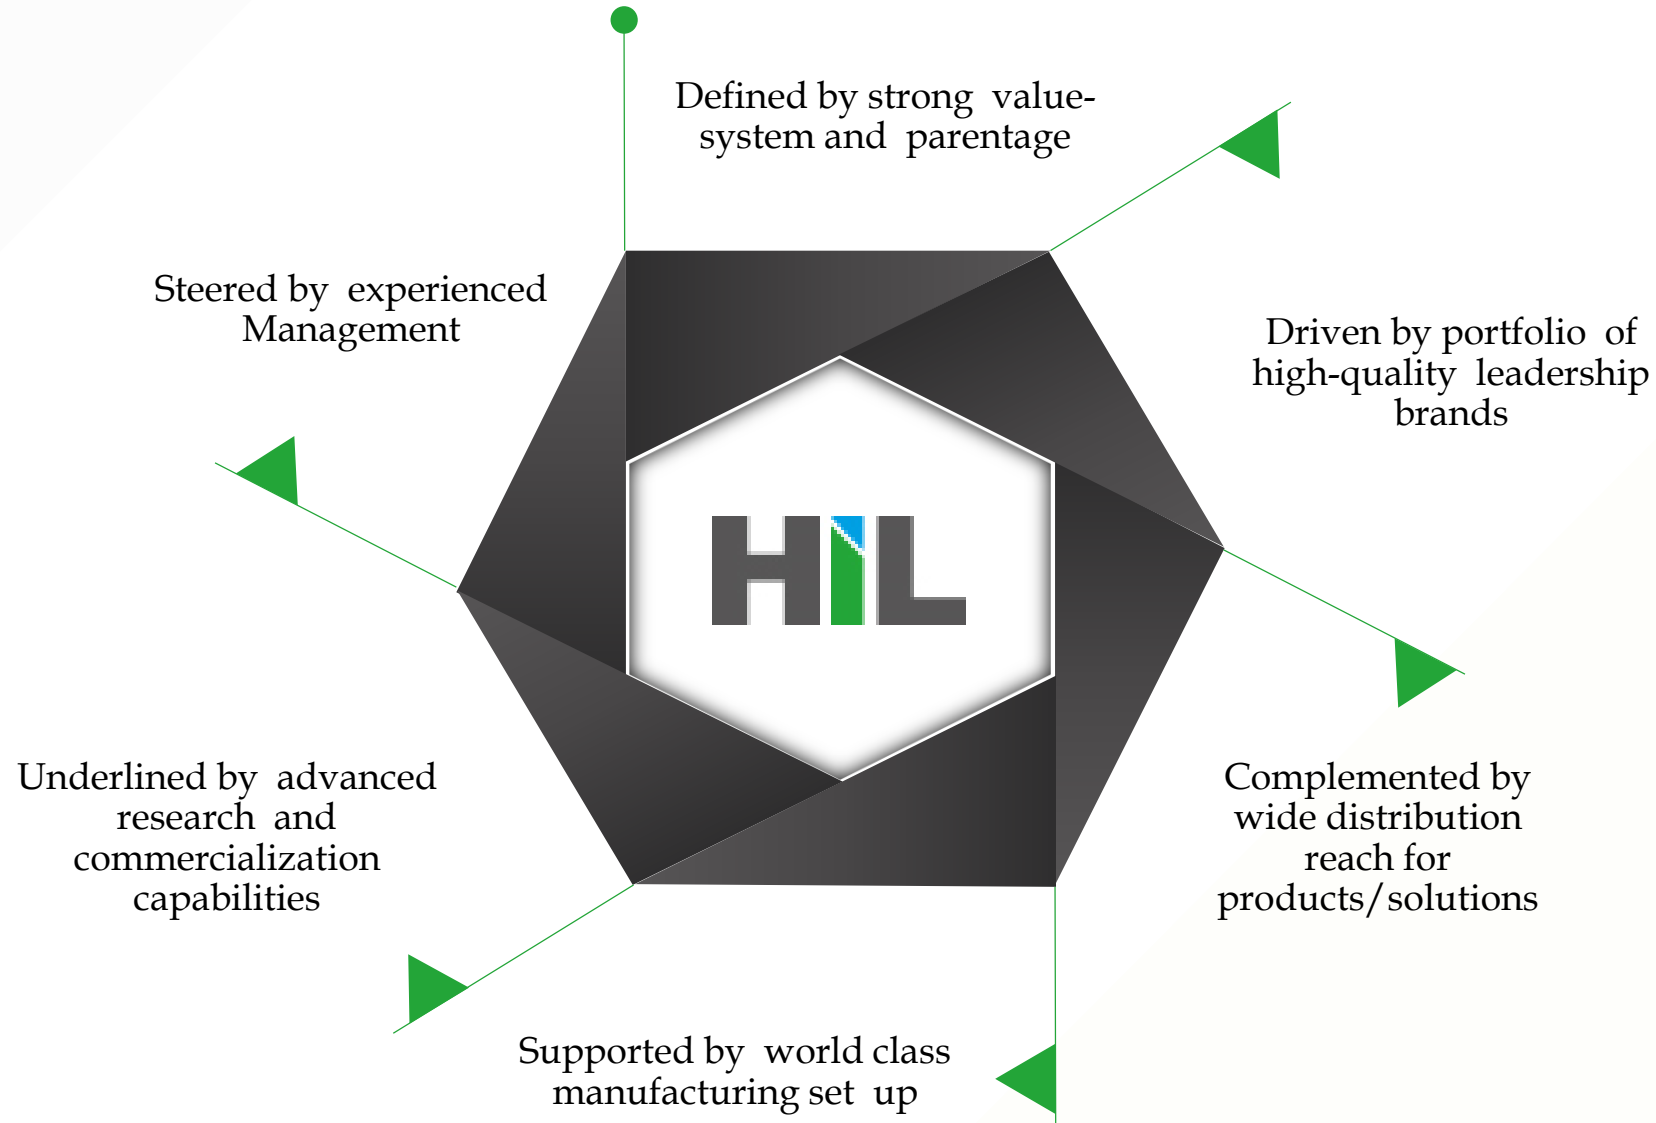 Defined by strong value-
system and parentage
Driven by portfolio of
high-quality leadership
brands
Complemented by
wide distribution
reach for
products/solutions
Supported by world class
manufacturing set up
Underlined by advanced
research and
commercialization
capabilities
Steered by experienced
Management
HIL